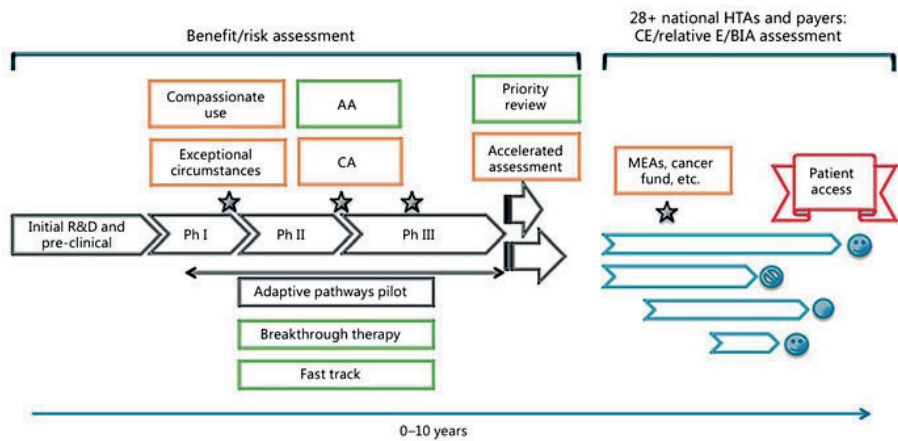 Benefit/risk assessment
28+ national HTAs and payers:
CE/relative E/BIA assessment
Compassionate
use
AA
Priority
review
Exceptional
circumstances
CA
Accelerated
assessment
MEAs, cancer
fund, etc.
Patient
access
Initial R&D and
pre-clinical
Ph I
Ph II
Ph III
Adaptive pathways pilot
Breakthrough therapy
Fast track
0–10 years